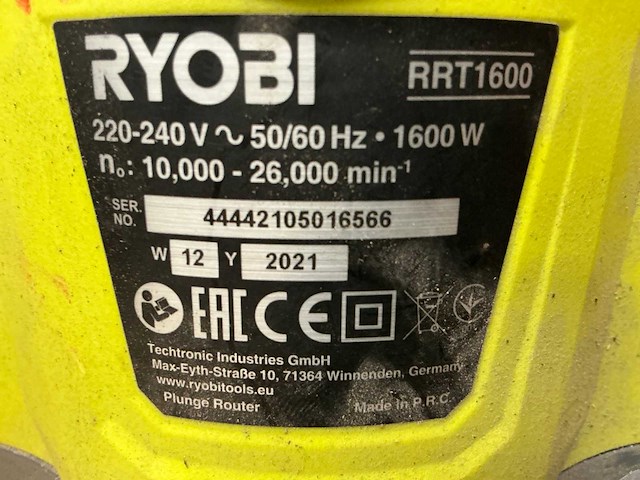 RYOBI
RRT1600
220-240 V ~ 50/60 Hz • 1600 W
n₀: 10,000 - 26,000 min⁻¹
SER. NO. 44442105016566
W 12 Y 2021
EAC CE
Techtronic Industries GmbH
Max-Eyth-Straße 10, 71364 Winnenden, Germany
www.ryobitools.eu
Plunge Router
Made in P.R.C.